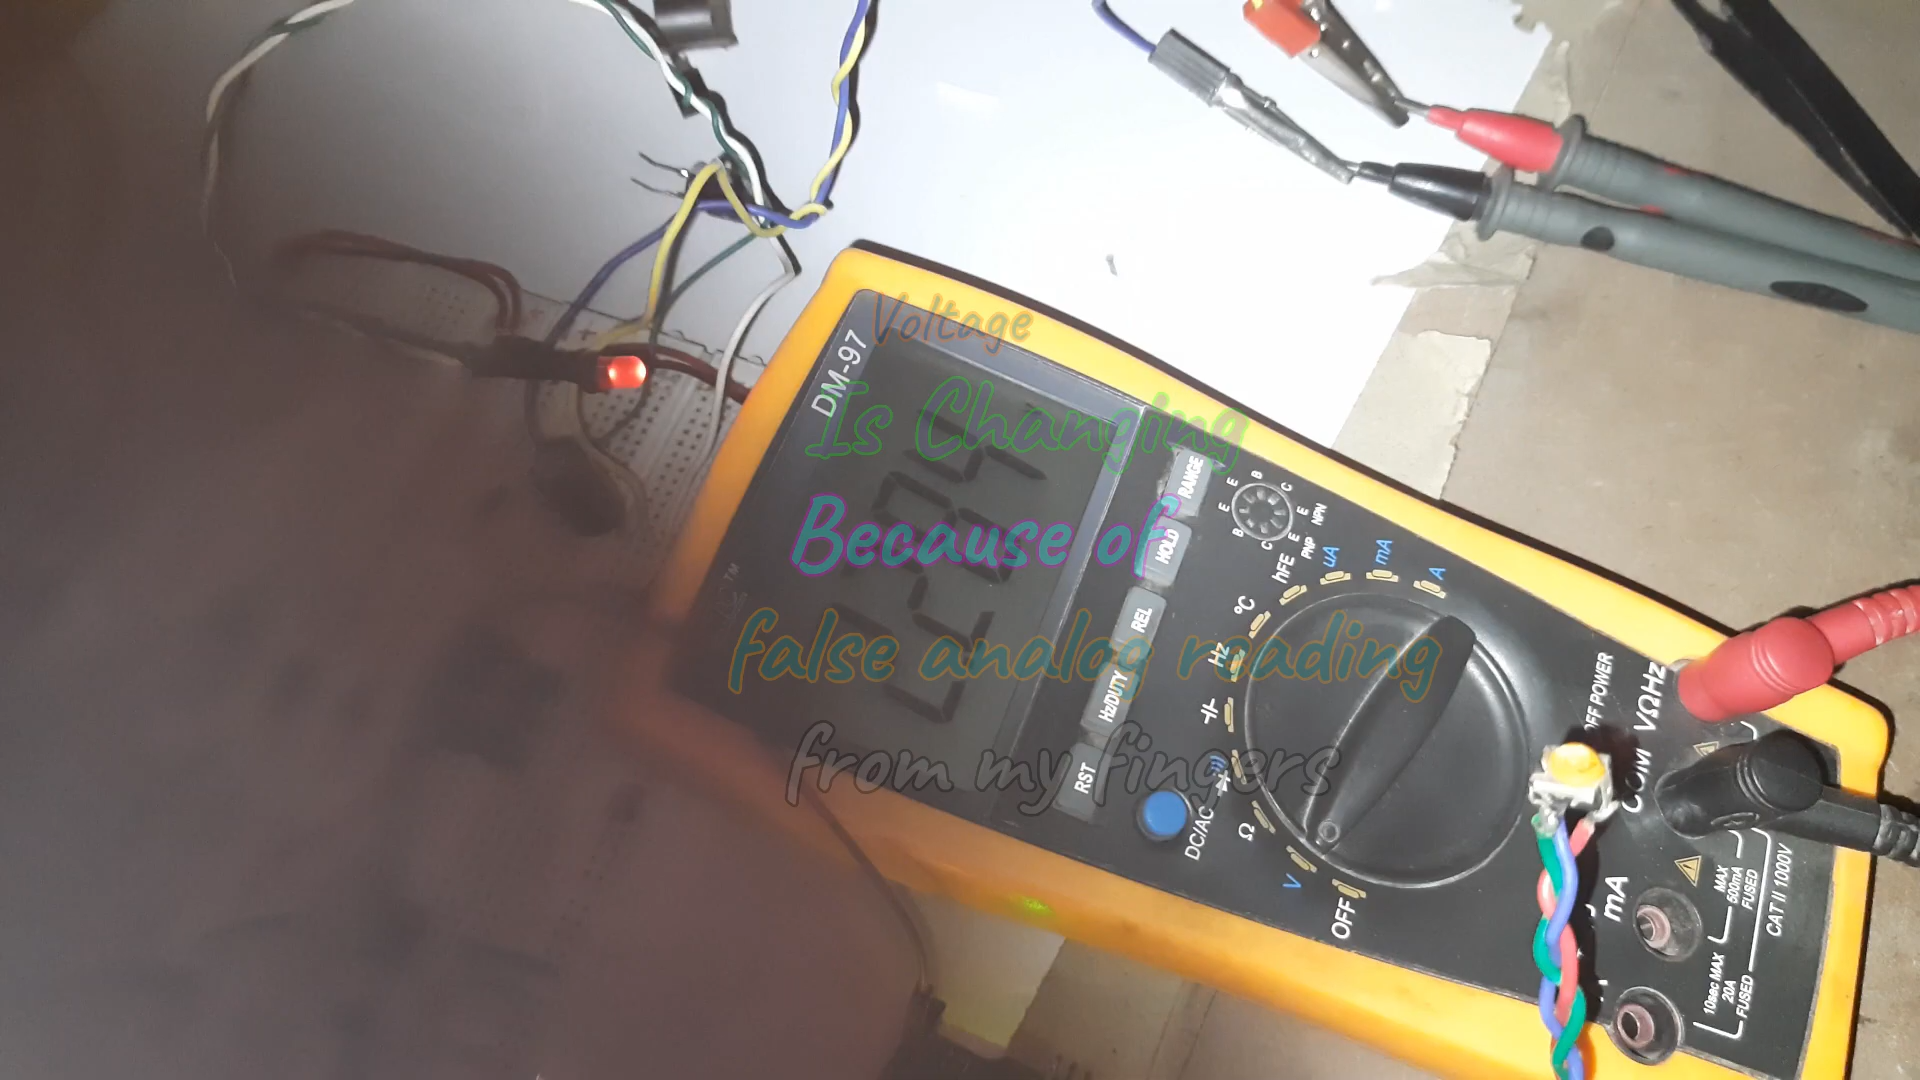 Voltage
Is Changing
Because of
false analog reading
from my fingers
DM-97
RANGE
HOLD
REL
Hz/DUTY
RST
DC/AC
E
B
C
E
E
NPN
B
C
E
PNP
hFE
uA
mA
A
°C
Hz
Ω
V
OFF
OFF POWER
COM
VΩHz
mA
MAX
500mA
FUSED
10sec MAX
20A
FUSED
CAT II 1000V